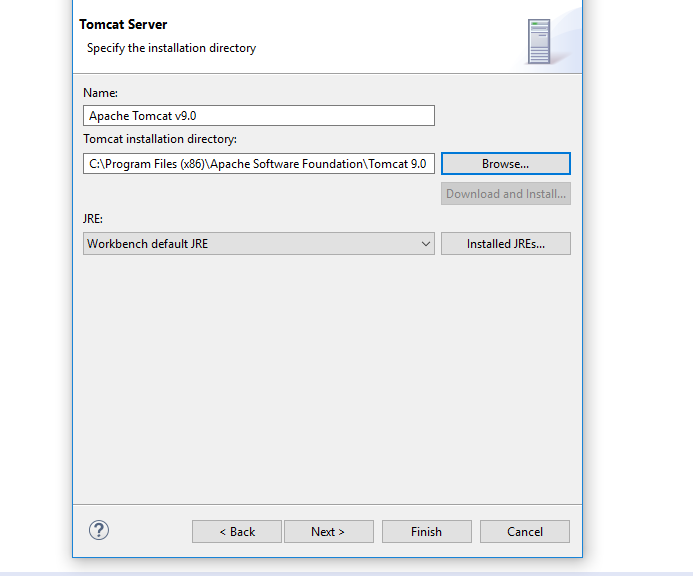 Tomcat Server
Specify the installation directory
Name:
Apache Tomcat v9.0
Tomcat installation directory:
C:\Program Files (x86)\Apache Software Foundation\Tomcat 9.0
Browse...
Download and Install...
JRE:
Workbench default JRE
Installed JREs...
?
< Back
Next >
Finish
Cancel